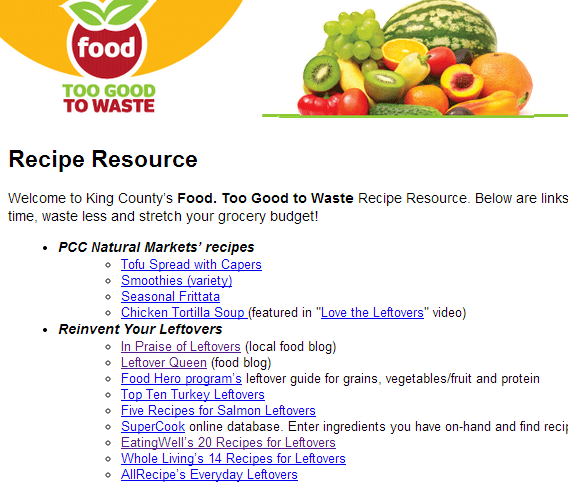 food
TOO GOOD
TO WASTE
Recipe Resource
Welcome to King County's Food. Too Good to Waste Recipe Resource. Below are links
time, waste less and stretch your grocery budget!
PCC Natural Markets' recipes
Tofu Spread with Capers
Smoothies (variety)
Seasonal Frittata
Chicken Tortilla Soup (featured in "Love the Leftovers" video)
Reinvent Your Leftovers
In Praise of Leftovers (local food blog)
Leftover Queen (food blog)
Food Hero program's leftover guide for grains, vegetables/fruit and protein
Top Ten Turkey Leftovers
Five Recipes for Salmon Leftovers
SuperCook online database. Enter ingredients you have on-hand and find
EatingWell's 20 Recipes for Leftovers
Whole Living's 14 Recipes for Leftovers
AllRecipe's Everyday Leftovers